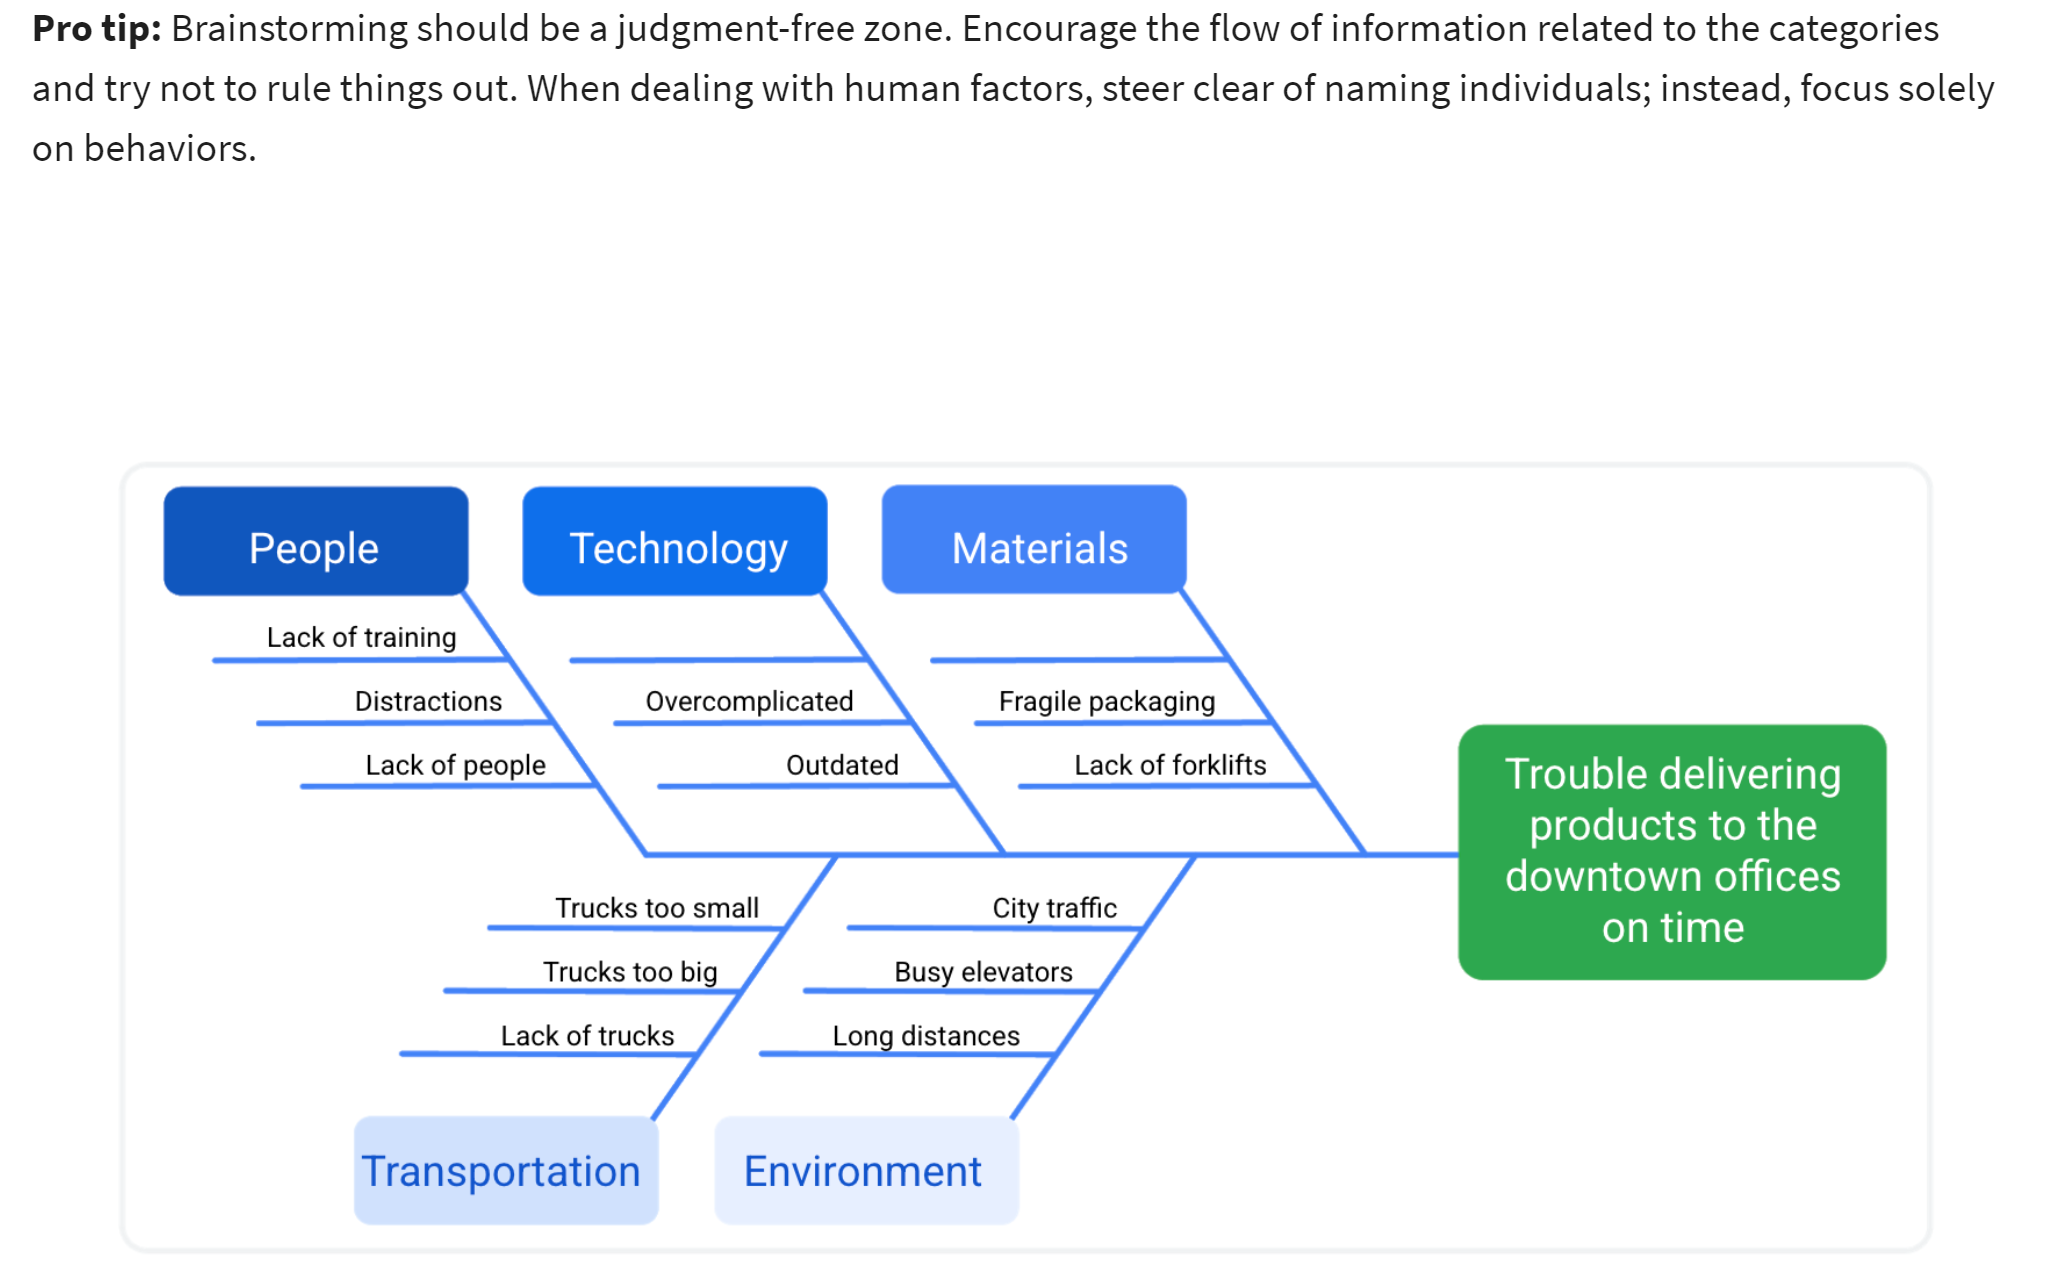 Pro tip: Brainstorming should be a judgment-free zone. Encourage the flow of information related to the categories
and try not to rule things out. When dealing with human factors, steer clear of naming individuals; instead, focus solely
on behaviors.
People
Technology
Materials
Lack of training
Distractions
Overcomplicated
Fragile packaging
Lack of people
Outdated
Lack of forklifts
Trouble delivering
products to the
downtown offices
on time
Trucks too small
City traffic
Trucks too big
Busy elevators
Lack of trucks
Long distances
Transportation
Environment